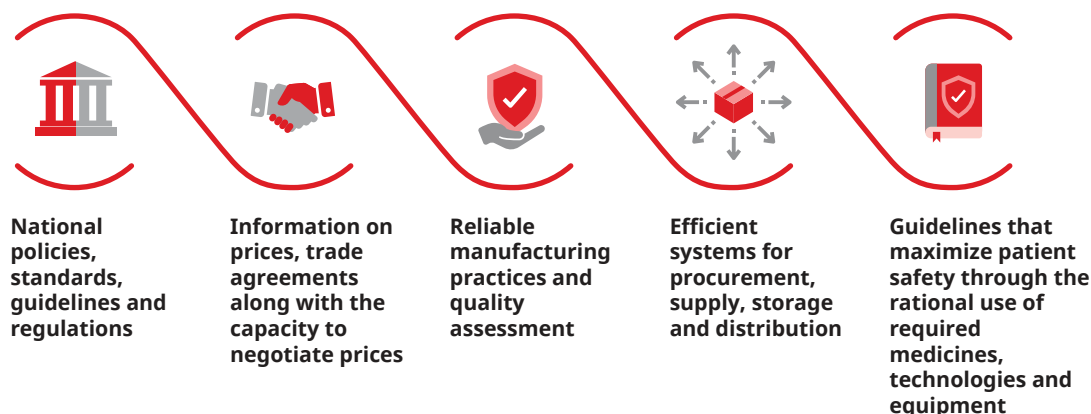 National
policies,
standards,
guidelines and
regulations
Information on
prices, trade
agreements
along with the
capacity to
negotiate prices
Reliable
manufacturing
practices and
quality
assessment
Efficient
systems for
procurement,
supply, storage
and distribution
Guidelines that
maximize patient
safety through the
rational use of
required
medicines,
technologies and
equipment